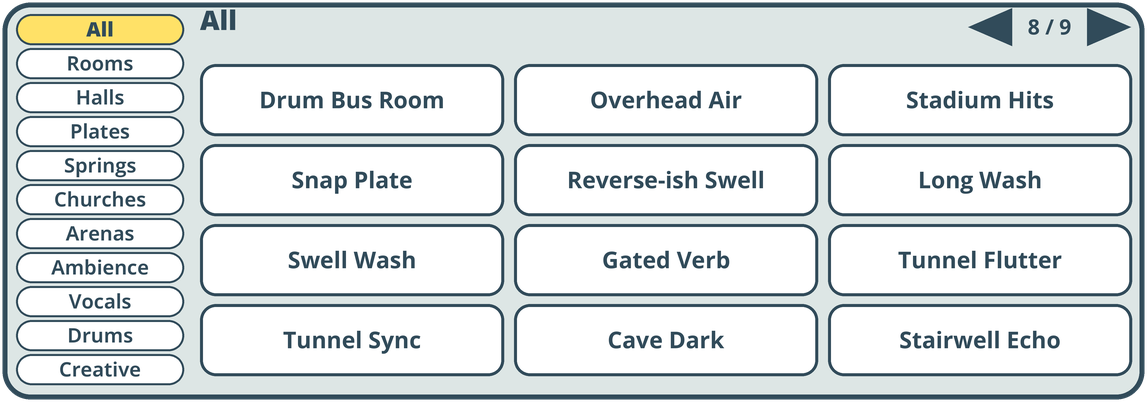 All
Rooms
Halls
Plates
Springs
Churches
Arenas
Ambience
Vocals
Drums
Creative
All
8 / 9
Drum Bus Room
Overhead Air
Stadium Hits
Snap Plate
Reverse-ish Swell
Long Wash
Swell Wash
Gated Verb
Tunnel Flutter
Tunnel Sync
Cave Dark
Stairwell Echo